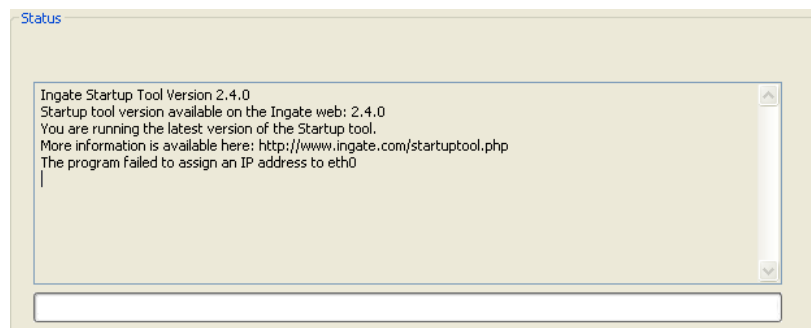 Status
Ingate Startup Tool Version 2.4.0
Startup tool version available on the Ingate web: 2.4.0
You are running the latest version of the Startup tool.
More information is available here: http://www.ingate.com/startuptool.php
The program failed to assign an IP address to eth0